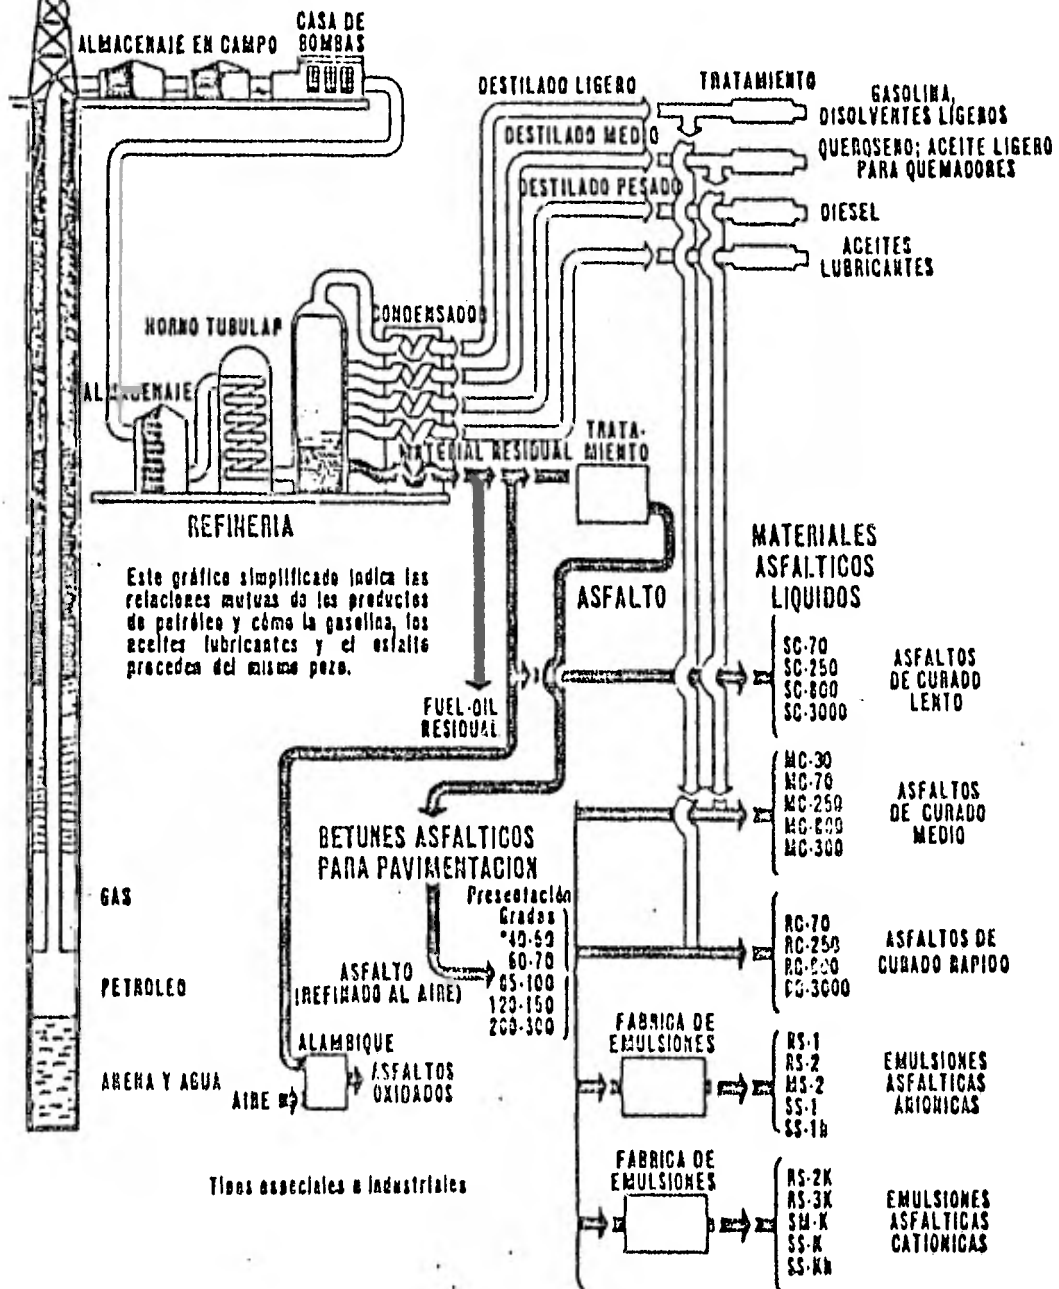 CASA DE
BOMBAS
ALMACENAJE EN CAMPO
DESTILADO LIGERO
TRATAMIENTO
GASOLINA,
DISOLVENTES LIGEROS
DESTILADO MEDIO
QUEROSENO; ACEITE LIGERO
PARA QUEMADORES
DESTILADO PESADO
DIESEL
ACEITES
LUBRICANTES
CONDENSADOR
HORNO TUBULAR
ALMACENAJE
MATERIAL RESIDUAL
TRATA-
MIENTO
REFINERIA
Este gráfico simplificado indica las
relaciones mutuas de los productos
de petróleo y cómo la gasolina, los
aceites lubricantes y el asfalto
proceden del mismo pozo.
ASFALTO
MATERIALES
ASFALTICOS
LIQUIDOS
FUEL-OIL
RESIDUAL
SC-70
SC-250
SC-800
SC-3000
ASFALTOS
DE CURADO
LENTO
MC-30
MC-70
MC-250
MC-800
MC-300
ASFALTOS
DE CURADO
MEDIO
BETUNES ASFALTICOS
PARA PAVIMENTACION
Presentación
Grados
*40-50
60-70
85-100
120-150
200-300
ASFALTO
(REFINADO AL AIRE)
RC-70
RC-250
RC-800
RC-3000
ASFALTOS DE
CURADO RAPIDO
GAS
PETROLEO
ARENA Y AGUA
ALAMBIQUE
AIRE
ASFALTOS
OXIDADOS
FABRICA DE
EMULSIONES
RS-1
RS-2
MS-2
SS-1
SS-1h
EMULSIONES
ASFALTICAS
ANIONICAS
Tipos especiales e industriales
FABRICA DE
EMULSIONES
RS-2K
RS-3K
SM-K
SS-K
SS-Kh
EMULSIONES
ASFALTICAS
CATIONICAS